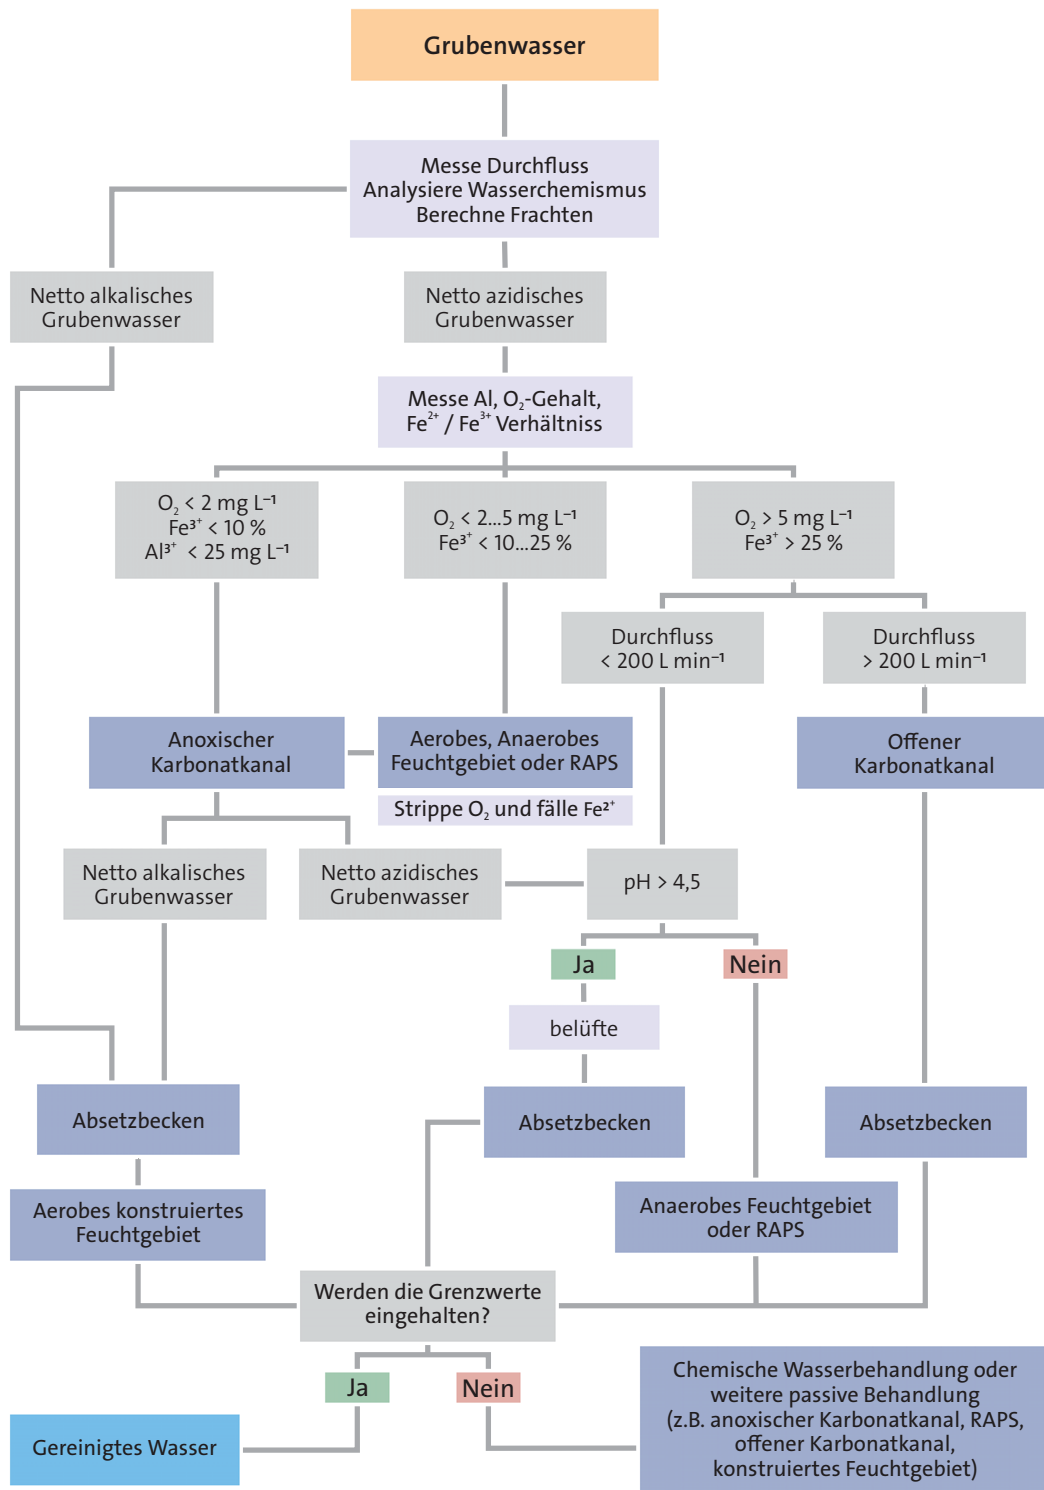 Grubenwasser
Messe Durchfluss
Analysiere Wasserchemismus
Berechne Frachten
Netto alkalisches
Grubenwasser
Netto azidisches
Grubenwasser
Messe Al, O₂-Gehalt,
Fe²⁺ / Fe³⁺ Verhältniss
O₂ < 2 mg L⁻¹
Fe³⁺ < 10 %
Al³⁺ < 25 mg L⁻¹
O₂ < 2...5 mg L⁻¹
Fe³⁺ < 10...25 %
O₂ > 5 mg L⁻¹
Fe³⁺ > 25 %
Durchfluss
< 200 L min⁻¹
Durchfluss
> 200 L min⁻¹
Anoxischer
Karbonatkanal
Aerobes, Anaerobes
Feuchtgebiet oder RAPS
Offener
Karbonatkanal
Strippe O₂ und fälle Fe²⁺
Netto alkalisches
Grubenwasser
Netto azidisches
Grubenwasser
pH > 4,5
Ja
Nein
belüfte
Absetzbecken
Absetzbecken
Absetzbecken
Aerobes konstruiertes
Feuchtgebiet
Anaerobes Feuchtgebiet
oder RAPS
Werden die Grenzwerte
eingehalten?
Ja
Nein
Gereinigtes Wasser
Chemische Wasserbehandlung oder
weitere passive Behandlung
(z.B. anoxischer Karbonatkanal, RAPS,
offener Karbonatkanal,
konstruiertes Feuchtgebiet)